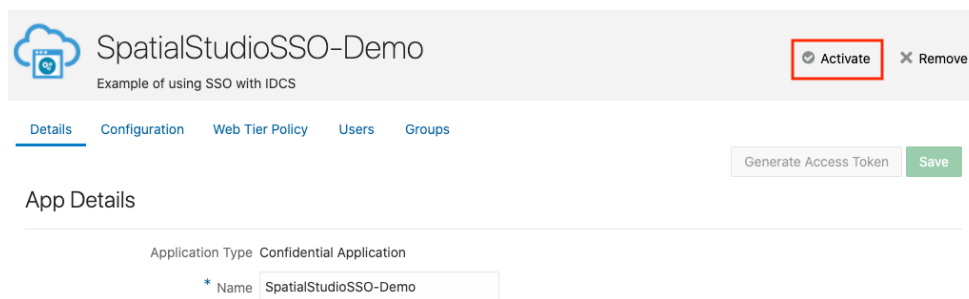 SpatialStudioSSO-Demo
Example of using SSO with IDCS
Activate
Remove
Details Configuration Web Tier Policy Users Groups
Generate Access Token Save
App Details
Application Type Confidential Application
* Name SpatialStudioSSO-Demo